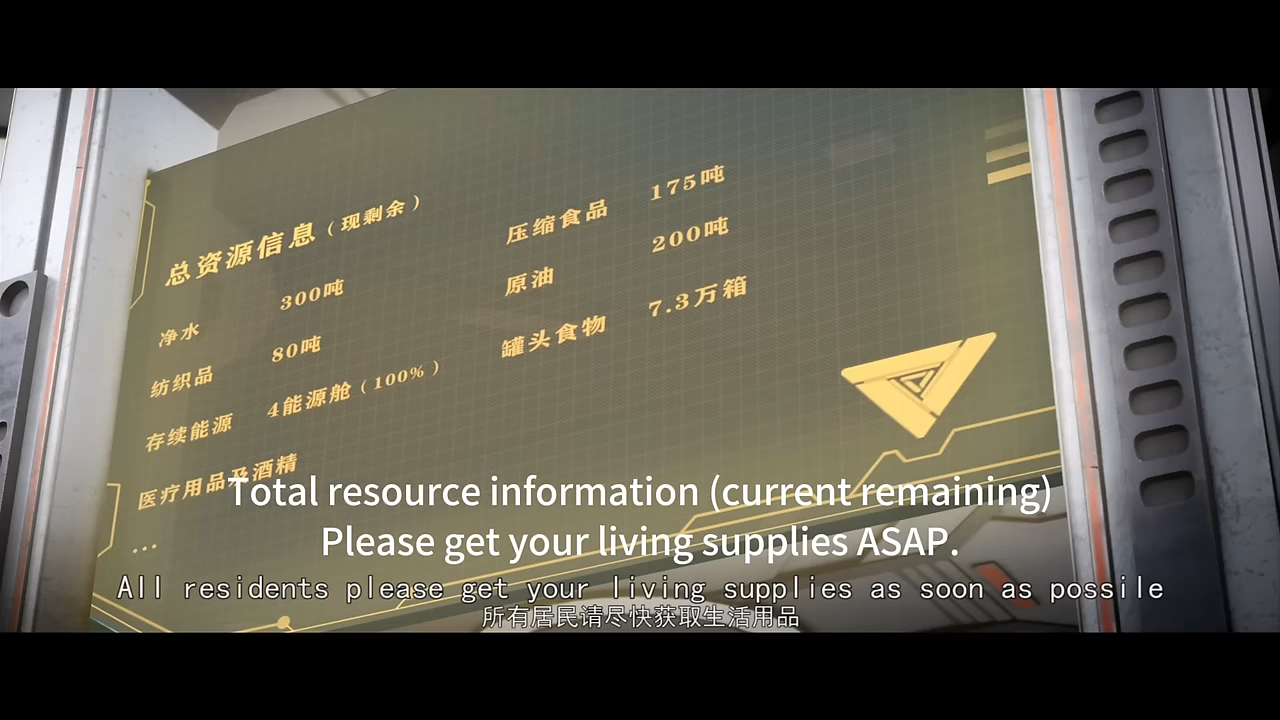 总资源信息（现剩余）
净水 300吨
纺织品 80吨
存续能源 4能源舱（100%）
医疗用品及酒精
...
压缩食品 175吨
原油 200吨
罐头食物 7.3万箱
Total resource information (current remaining)
Please get your living supplies ASAP.
All residents please get your living supplies as soon as possile
所有居民请尽快获取生活用品